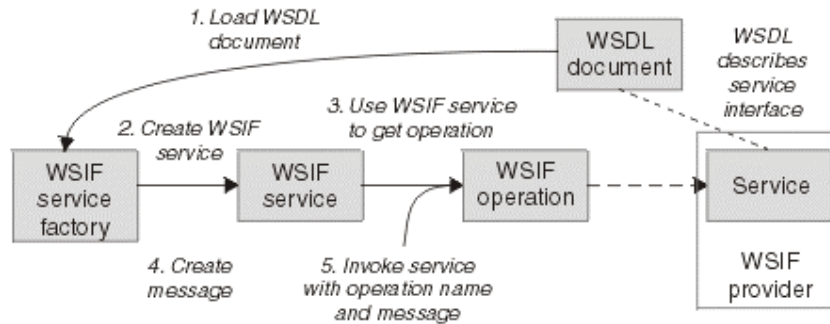 1. Load WSDL
document
WSDL
document
WSDL
describes
service
interface
2. Create WSIF
service
3. Use WSIF service
to get operation
WSIF
service
factory
WSIF
service
WSIF
operation
Service
4. Create
message
5. Invoke service
with operation name
and message
WSIF
provider